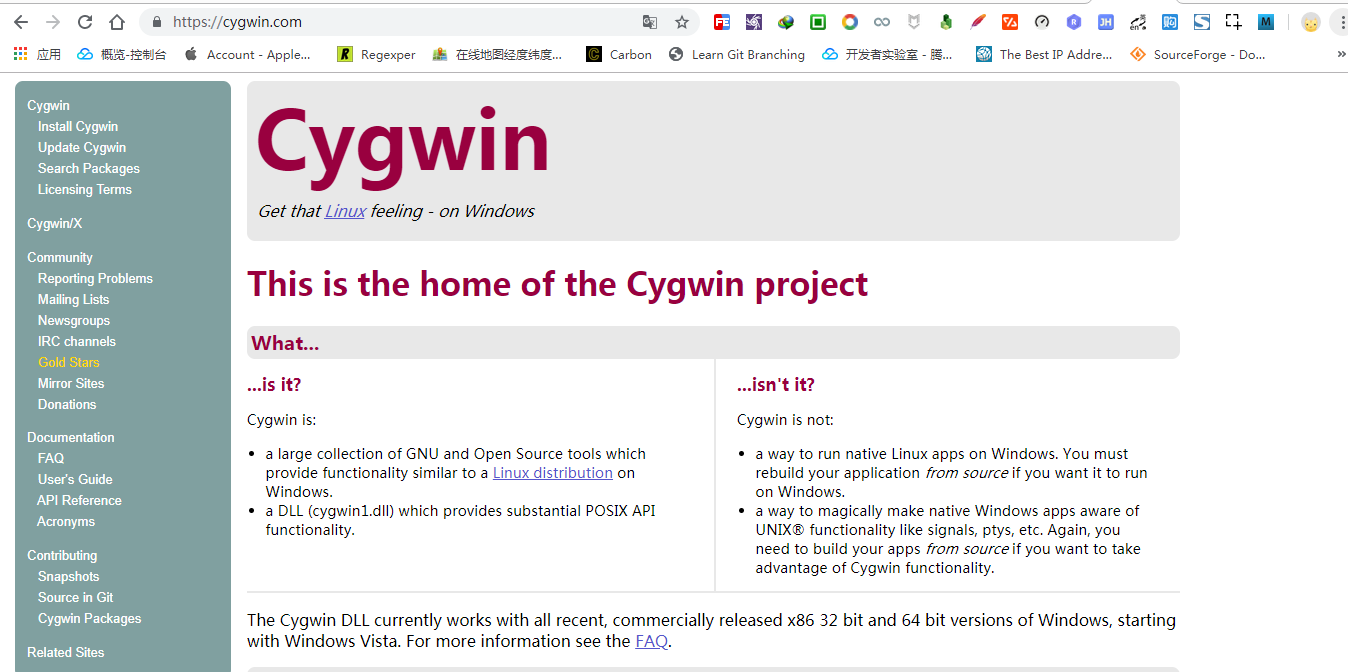 https://cygwin.com
应用
概览-控制台
Account - Apple...
Regexper
在线地图经度纬度...
Carbon
Learn Git Branching
开发者实验室 - 腾...
The Best IP Addre...
SourceForge - Do...
»
Cygwin
Install Cygwin
Update Cygwin
Search Packages
Licensing Terms
Cygwin/X
Community
Reporting Problems
Mailing Lists
Newsgroups
IRC channels
Gold Stars
Mirror Sites
Donations
Documentation
FAQ
User's Guide
API Reference
Acronyms
Contributing
Snapshots
Source in Git
Cygwin Packages
Related Sites
Cygwin
Get that Linux feeling - on Windows
This is the home of the Cygwin project
What...
...is it?
Cygwin is:
• a large collection of GNU and Open Source tools which
provide functionality similar to a Linux distribution on
Windows.
• a DLL (cygwin1.dll) which provides substantial POSIX API
functionality.
...isn't it?
Cygwin is not:
• a way to run native Linux apps on Windows. You must
rebuild your application from source if you want it to run
on Windows.
• a way to magically make native Windows apps aware of
UNIX® functionality like signals, ptys, etc. Again, you
need to build your apps from source if you want to take
advantage of Cygwin functionality.
The Cygwin DLL currently works with all recent, commercially released x86 32 bit and 64 bit versions of Windows, starting
with Windows Vista. For more information see the FAQ.